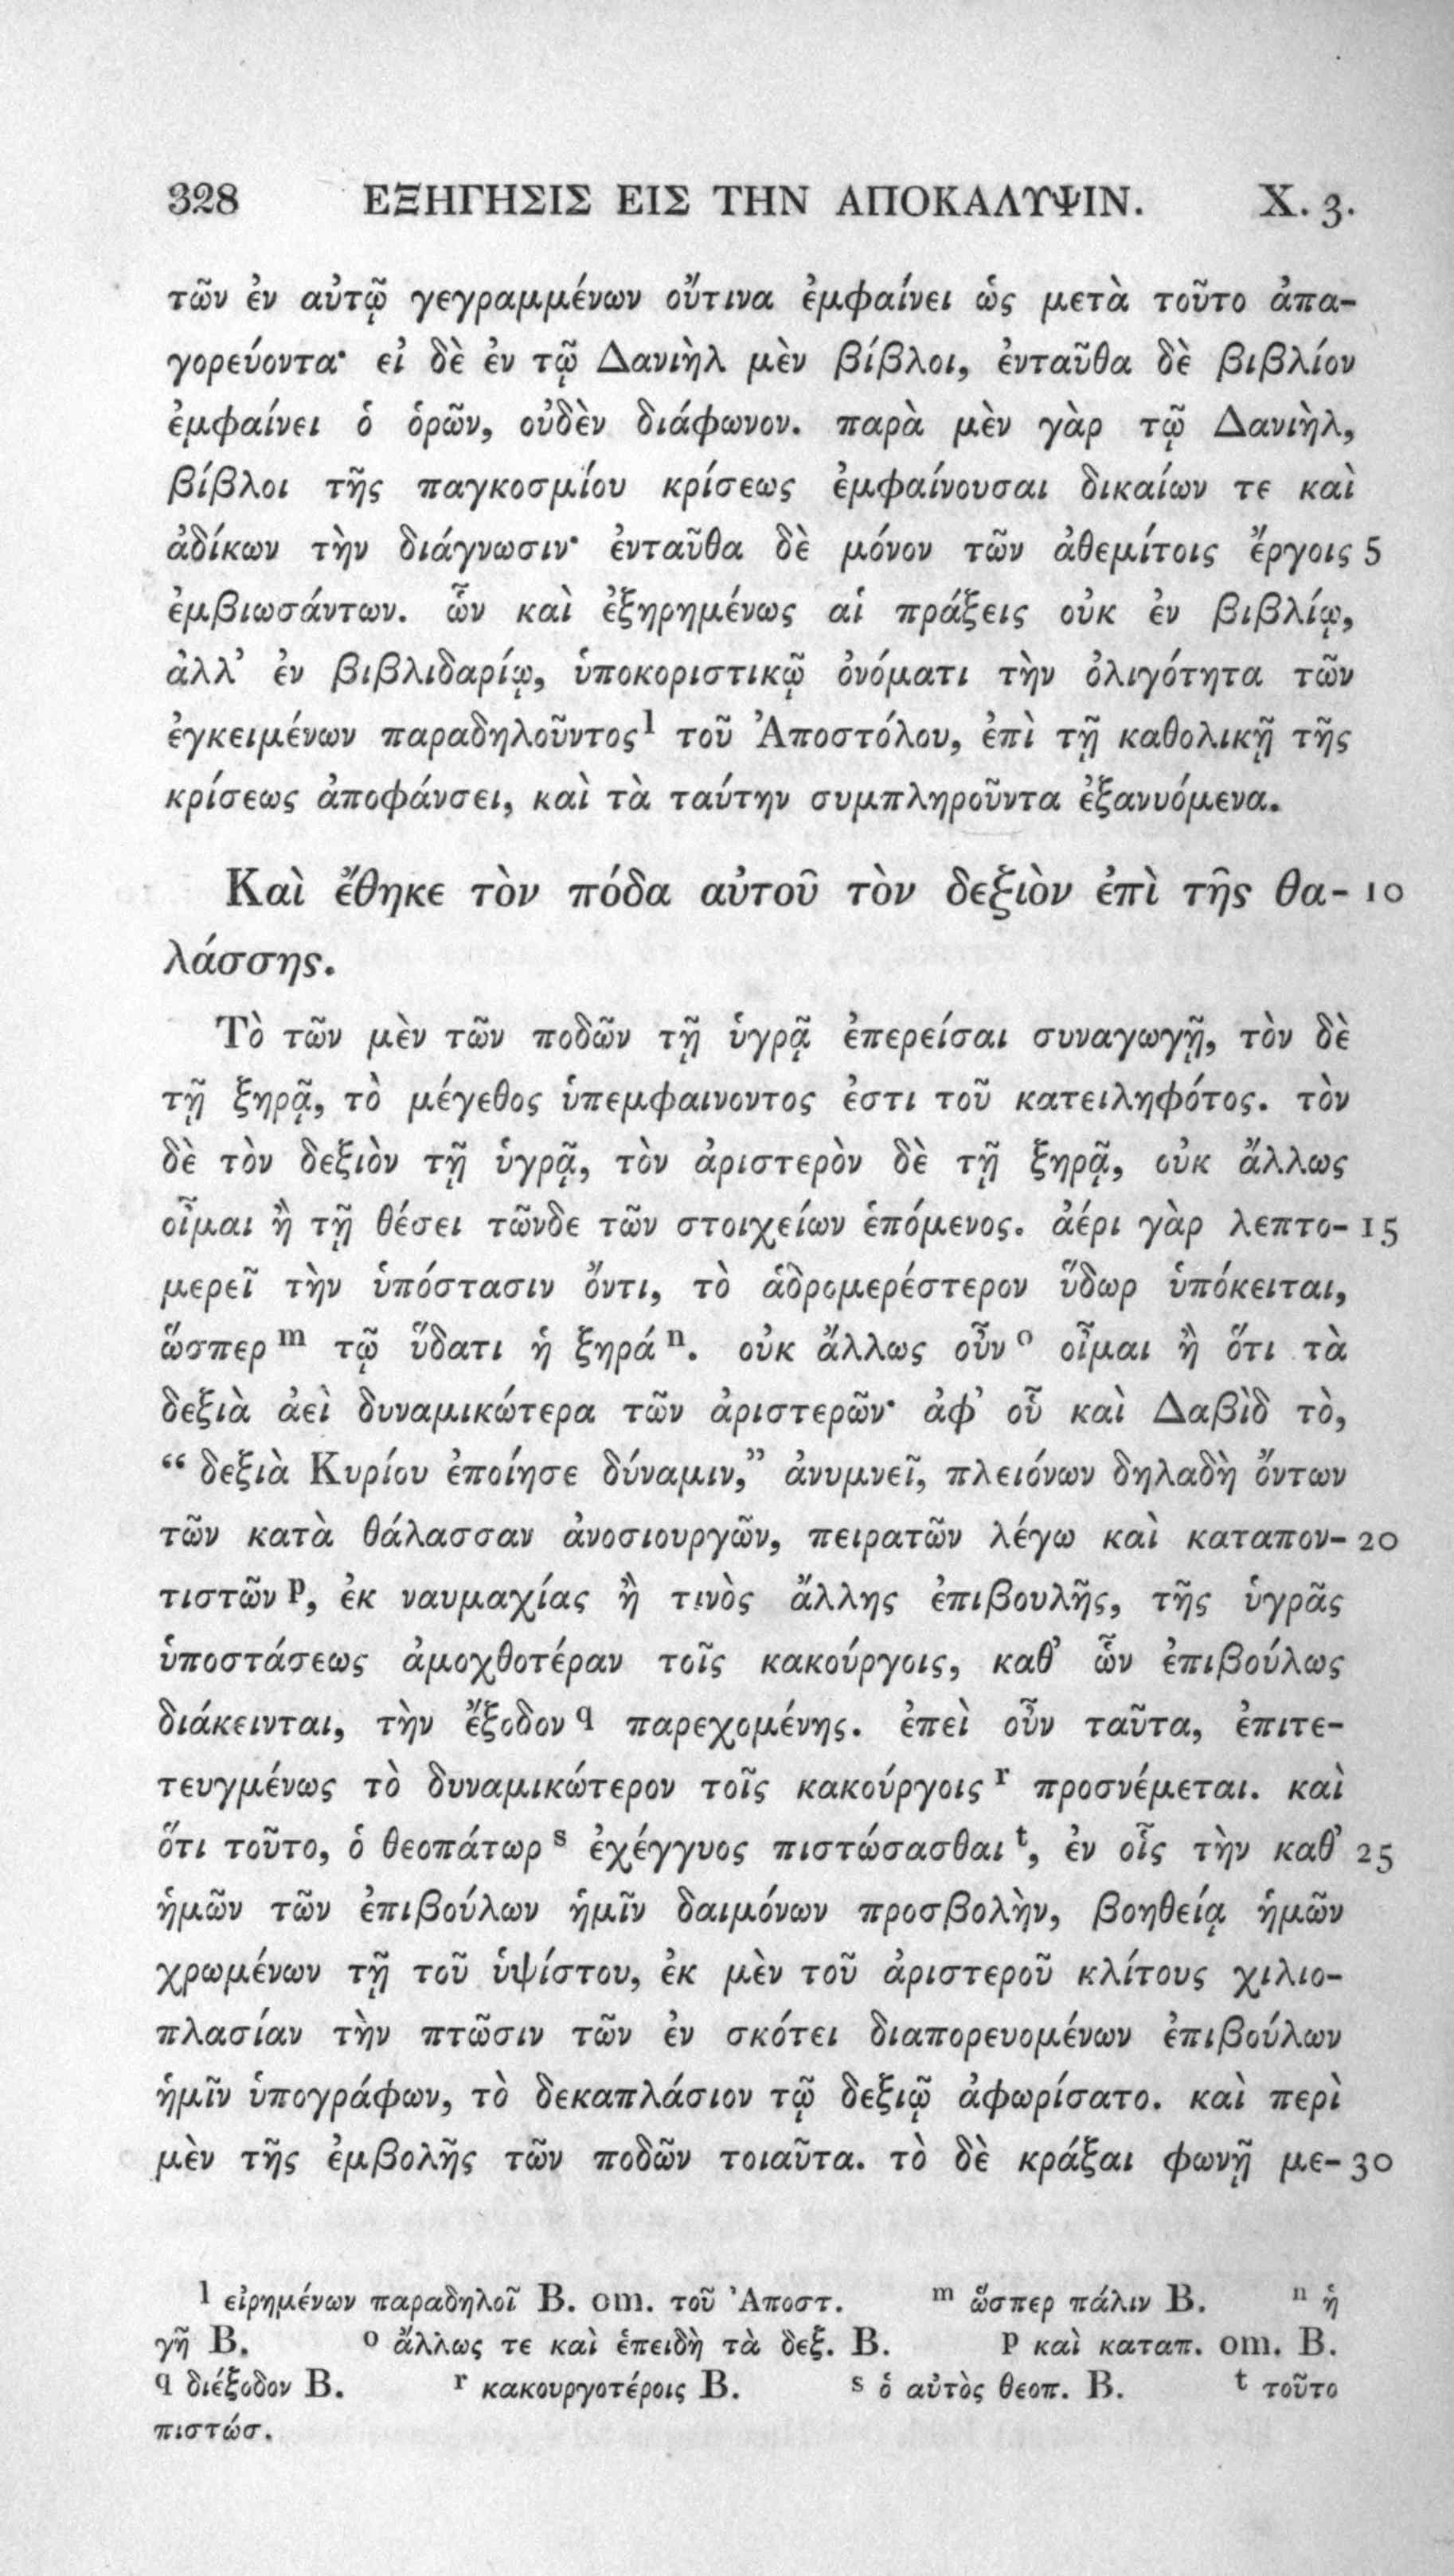 328 ΕΞΗΓΗΣΙΣ ΕΙΣ ΤΗΝ ΑΠΟΚΑΛΥΨΙΝ. X. 3.
τῶν ἐν αὐτῷ γεγραμμένων οὔτινα ἐμφαίνει ὡς μετὰ τοῦτο ἀπα-
γορεύοντα· εἰ δὲ ἐν τῷ Δανιὴλ μὲν βίβλοι, ἐνταῦθα δὲ βιβλίον
ἐμφαίνει ὁ ὁρῶν, οὐδὲν διάφωνον. παρὰ μὲν γὰρ τῷ Δανιὴλ,
βίβλοι τῆς παγκοσμίου κρίσεως ἐμφαίνουσαι δικαίων τε καὶ
ἀδίκων τὴν διάγνωσιν· ἐνταῦθα δὲ μόνον τῶν ἀθεμίτοις ἔργοις 5
ἐμβιωσάντων. ὧν καὶ ἐξηρημένως αἱ πράξεις οὐκ ἐν βιβλίῳ,
ἀλλ’ ἐν βιβλιδαρίῳ, ὑποκοριστικῷ ὀνόματι τὴν ὀλιγότητα τῶν
ἐγκειμένων παραδηλοῦντος l τοῦ Ἀποστόλου, ἐπὶ τῇ καθολικῇ τῆς
κρίσεως ἀποφάνσει, καὶ τὰ ταύτην συμπληροῦντα ἐξανυόμενα.
Καὶ ἔθηκε τὸν πόδα αὐτοῦ τὸν δεξιὸν ἐπὶ τῆς θα- 10
λάσσης.
Τὸ τῶν μὲν τῶν ποδῶν τῇ ὑγρᾷ ἐπερείσαι συναγωγῇ, τὸν δὲ
τῇ ξηρᾷ, τὸ μέγεθος ὑπεμφαινοντος ἐστι τοῦ κατειληφότος. τὸν
δὲ τὸν δεξιὸν τῇ ὑγρᾷ, τὸν ἀριστερὸν δὲ τῇ ξηρᾷ, οὐκ ἄλλως
οἶμαι ἢ τῇ θέσει τῶνδε τῶν στοιχείων ἑπόμενος. ἀέρι γὰρ λεπτο- 15
μερεῖ τὴν ὑπόστασιν ὄντι, τὸ ἁδρομερέστερον ὕδωρ ὑπόκειται,
ὥσπερ m τῷ ὕδατι ἡ ξηρά n. οὐκ ἄλλως οὖν o οἶμαι ἢ ὅτι τὰ
δεξιὰ ἀεὶ δυναμικώτερα τῶν ἀριστερῶν· ἀφ’ οὗ καὶ Δαβὶδ τὸ,
“ δεξιὰ Κυρίου ἐποίησε δύναμιν,” ἀνυμνεῖ, πλειόνων δηλαδὴ ὄντων
τῶν κατὰ θάλασσαν ἀνοσιουργῶν, πειρατῶν λέγω καὶ καταπον- 20
τιστῶν p, ἐκ ναυμαχίας ἢ τινὸς ἄλλης ἐπιβουλῆς, τῆς ὑγρᾶς
ὑποστάσεως ἀμοχθοτέραν τοῖς κακούργοις, καθ’ ὧν ἐπιβούλως
διάκεινται, τὴν ἔξοδον q παρεχομένης. ἐπεὶ οὖν ταῦτα, ἐπιτε-
τευγμένως τὸ δυναμικώτερον τοῖς κακούργοις r προσνέμεται. καὶ
ὅτι τοῦτο, ὁ θεοπάτωρ s ἐχέγγυος πιστώσασθαι t, ἐν οἷς τὴν καθ’ 25
ἡμῶν τῶν ἐπιβούλων ἡμῖν δαιμόνων προσβολὴν, βοηθείᾳ ἡμῶν
χρωμένων τῇ τοῦ ὑψίστου, ἐκ μὲν τοῦ ἀριστεροῦ κλίτους χιλιο-
πλασίαν τὴν πτῶσιν τῶν ἐν σκότει διαπορευομένων ἐπιβούλων
ἡμῖν ὑπογράφων, τὸ δεκαπλάσιον τῷ δεξιῷ ἀφωρίσατο. καὶ περὶ
μὲν τῆς ἐμβολῆς τῶν ποδῶν τοιαῦτα. τὸ δὲ κράξαι φωνῇ με- 30
l εἰρημένων παραδηλοῖ B. om. τοῦ Ἀποστ. m ὥσπερ πάλιν B. n ἡ
γῆ B. o ἄλλως τε καὶ ἐπειδὴ τὰ δεξ. B. p καὶ καταπ. om. B.
q διέξοδον B. r κακουργοτέροις B. s ὁ αὐτὸς θεοπ. B. t τοῦτο
πιστώσ.